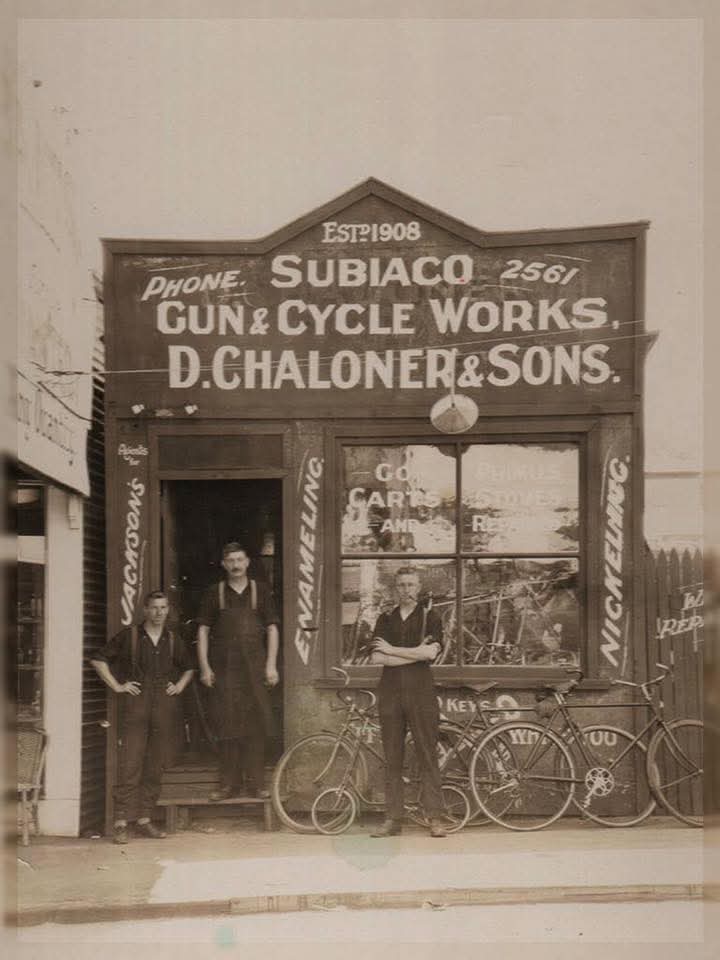 ESTD 1908
PHONE. SUBIACO 2561
GUN & CYCLE WORKS.
D. CHALONER & SONS.
Agents
for
JACKSONS
ENAMELING.
GO
CARTS
AND
PRIMUS
STOVES
NICKELING.
KEYS